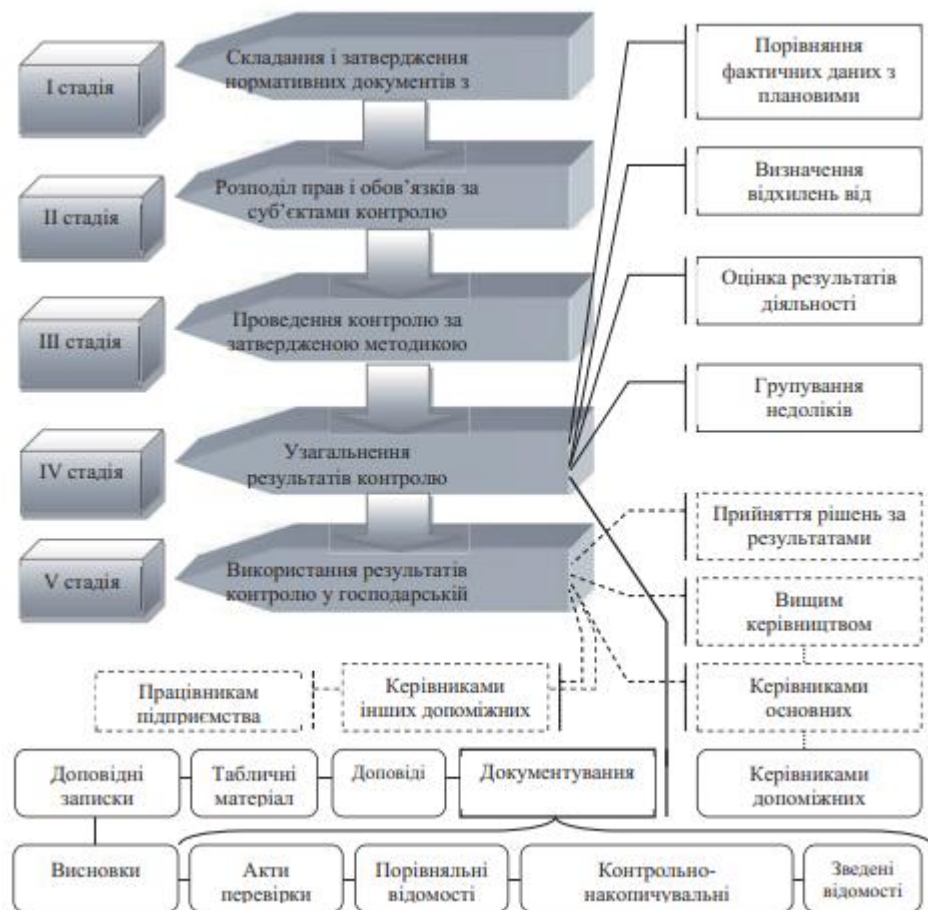 I стадія
Складання і затвердження
нормативних документів з
Порівняння
фактичних даних з
плановими
II стадія
Розподіл прав і обов’язків за
суб’єктами контролю
Визначення
відхилень від
III стадія
Проведення контролю за
затвердженою методикою
Оцінка результатів
діяльності
Групування
недоліків
IV стадія
Узагальнення
результатів контролю
Прийняття рішень за
результатами
V стадія
Використання результатів
контролю у господарській
Вищим
керівництвом
Працівникам
підприємства
Керівниками
інших допоміжних
Керівниками
основних
Доповідні
записки
Табличні
матеріал
Доповіді
Документування
Керівниками
допоміжних
Висновки
Акти
перевірки
Порівняльні
відомості
Контрольно-
накопичувальні
Зведені
відомості